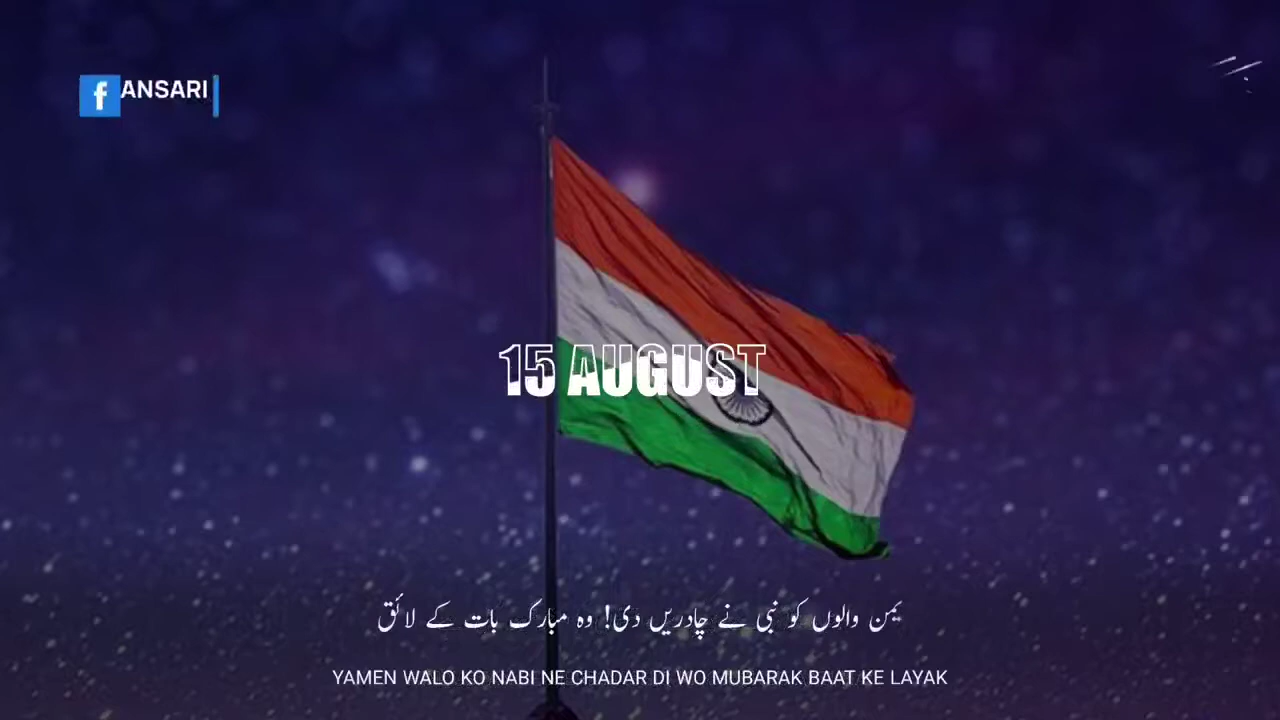 f ANSARI
15 AUGUST
یمن والوں کو نبی نے چادریں دی! وہ مبارک بات کے لائق
YAMEN WALO KO NABI NE CHADAR DI WO MUBARAK BAAT KE LAYAK